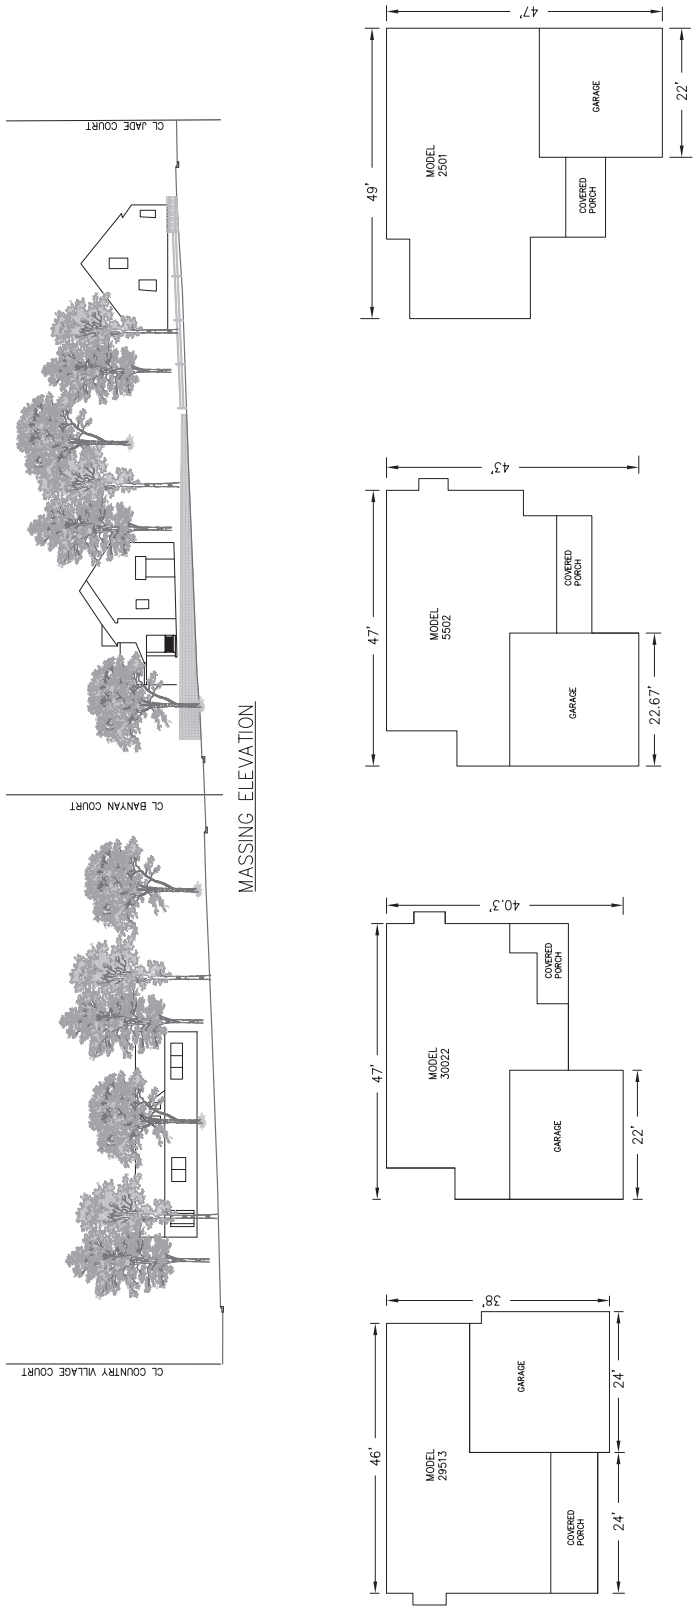 CL JADE COURT
CL BANYAN COURT
CL COUNTRY VILLAGE COURT
MASSING ELEVATION
47'
49'
MODEL
2501
GARAGE
COVERED
PORCH
22'
43'
47'
MODEL
5502
COVERED
PORCH
GARAGE
22.67'
40.3'
47'
MODEL
30022
COVERED
PORCH
GARAGE
22'
38'
46'
MODEL
29513
GARAGE
COVERED
PORCH
24'
24'